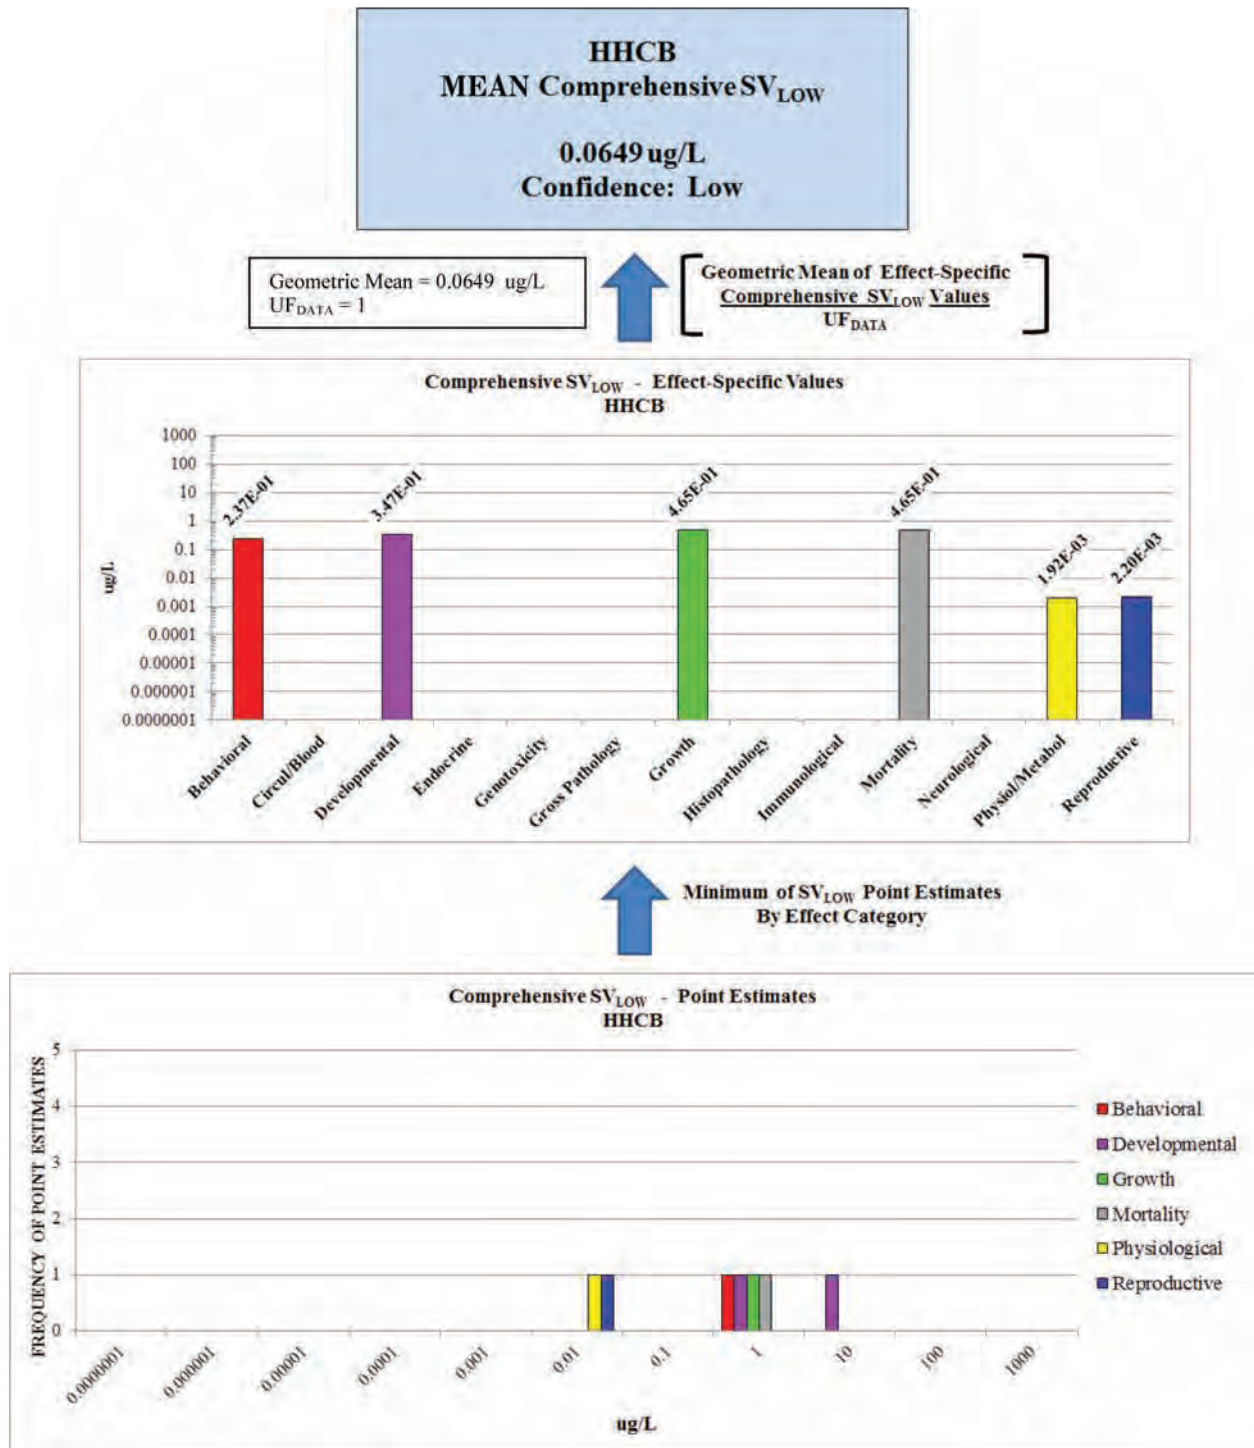 HHCB
MEAN Comprehensive SVLOW
0.0649 ug/L
Confidence: Low
Geometric Mean = 0.0649 ug/L
UFDATA = 1
Geometric Mean of Effect-Specific
Comprehensive SVLOW Values
UFDATA
Comprehensive SVLOW - Effect-Specific Values
HHCB
ug/L
1000
100
10
1
0.1
0.01
0.001
0.0001
0.00001
0.000001
0.0000001
2.37E-01
3.47E-01
4.65E-01
4.65E-01
1.92E-03
2.20E-03
Behavioral
Circul/Blood
Developmental
Endocrine
Genotoxicity
Gross Pathology
Growth
Histopathology
Immunological
Mortality
Neurological
Physiol/Metabol
Reproductive
Minimum of SVLOW Point Estimates
By Effect Category
Comprehensive SVLOW - Point Estimates
HHCB
FREQUENCY OF POINT ESTIMATES
5
4
3
2
1
0
0.0000001
0.000001
0.00001
0.0001
0.001
0.01
0.1
1
10
100
1000
ug/L
Behavioral
Developmental
Growth
Mortality
Physiological
Reproductive